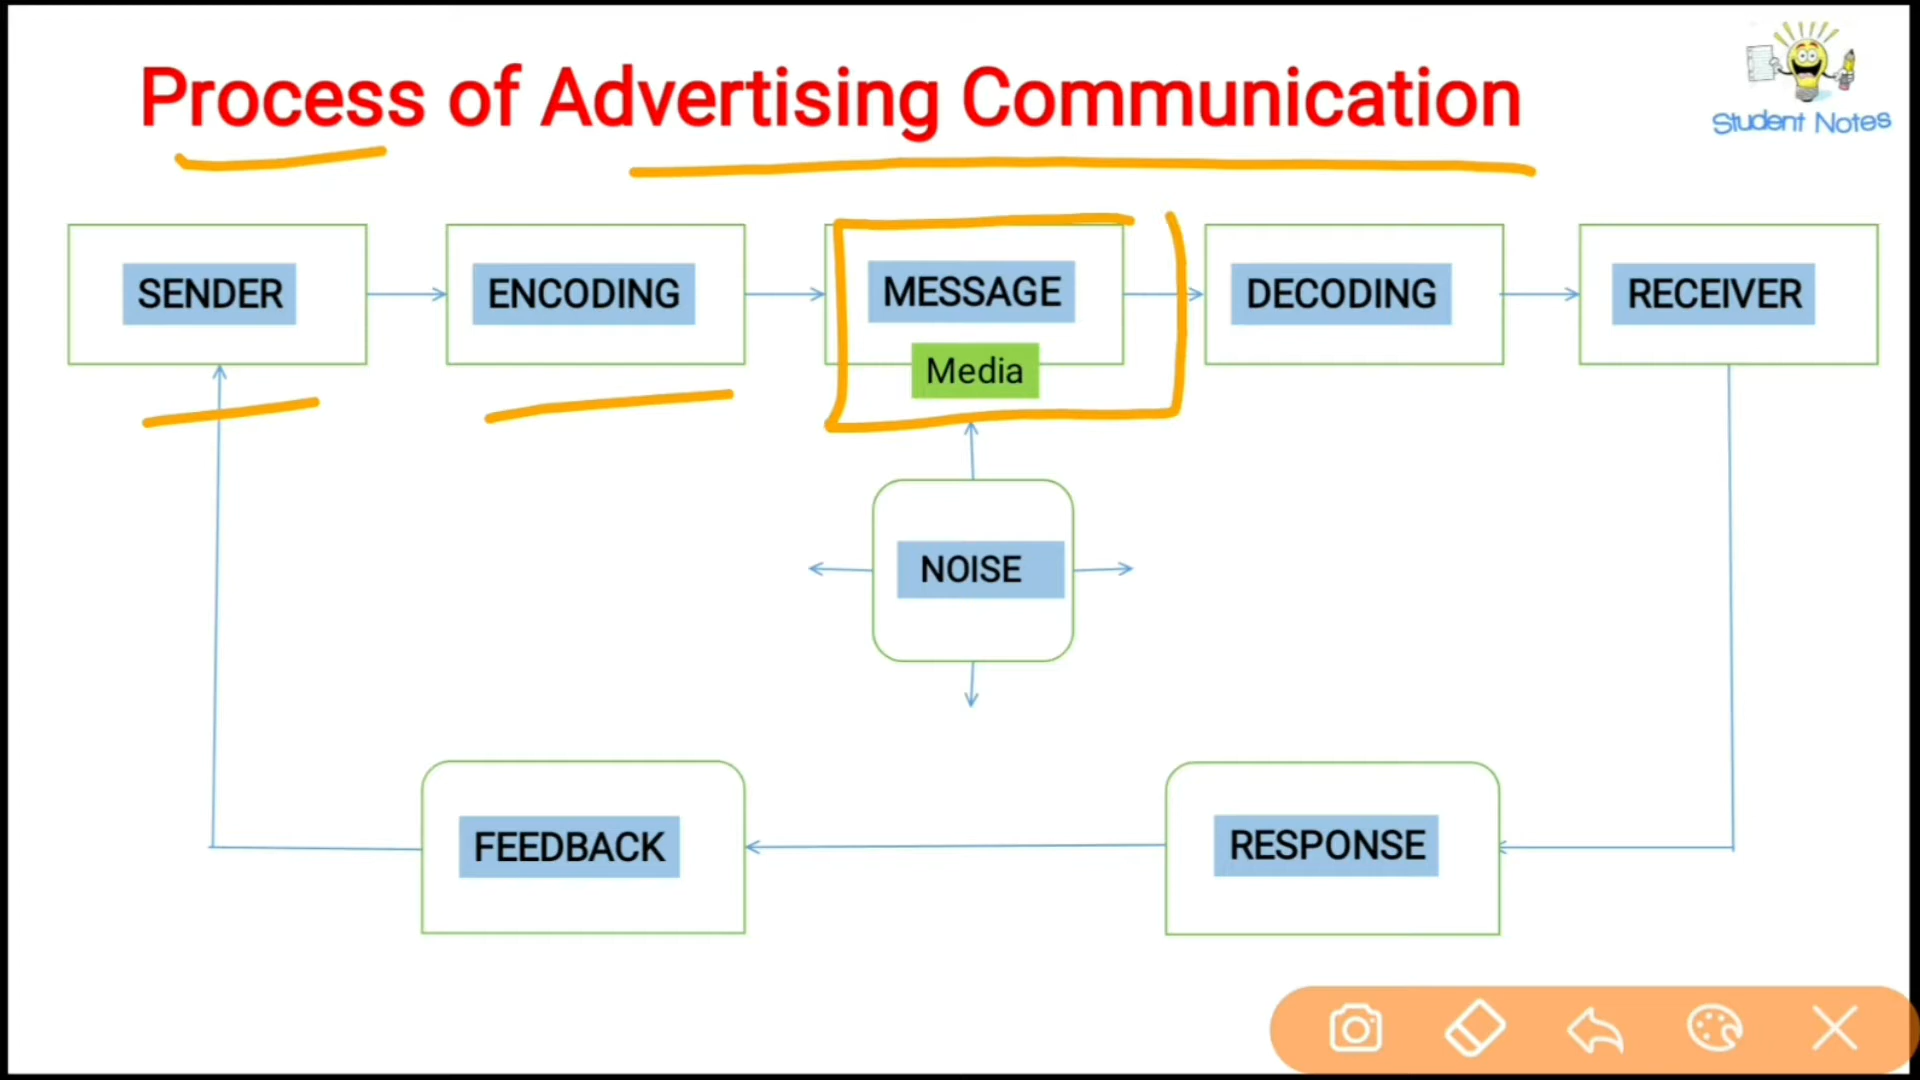 Process of Advertising Communication
Student Notes
SENDER
ENCODING
MESSAGE
Media
DECODING
RECEIVER
NOISE
FEEDBACK
RESPONSE